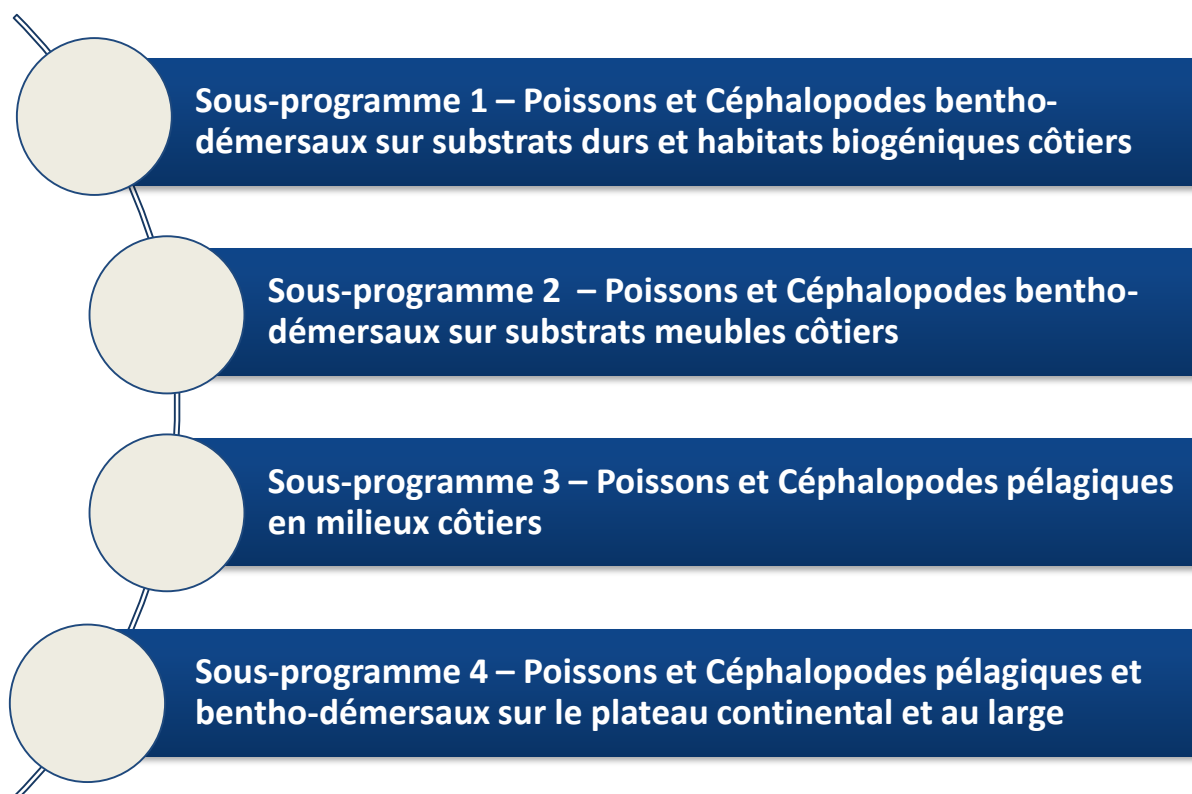 Sous-programme 1 – Poissons et Céphalopodes bentho-
démersaux sur substrats durs et habitats biogéniques côtiers
Sous-programme 2 – Poissons et Céphalopodes bentho-
démersaux sur substrats meubles côtiers
Sous-programme 3 – Poissons et Céphalopodes pélagiques
en milieux côtiers
Sous-programme 4 – Poissons et Céphalopodes pélagiques et
bentho-démersaux sur le plateau continental et au large